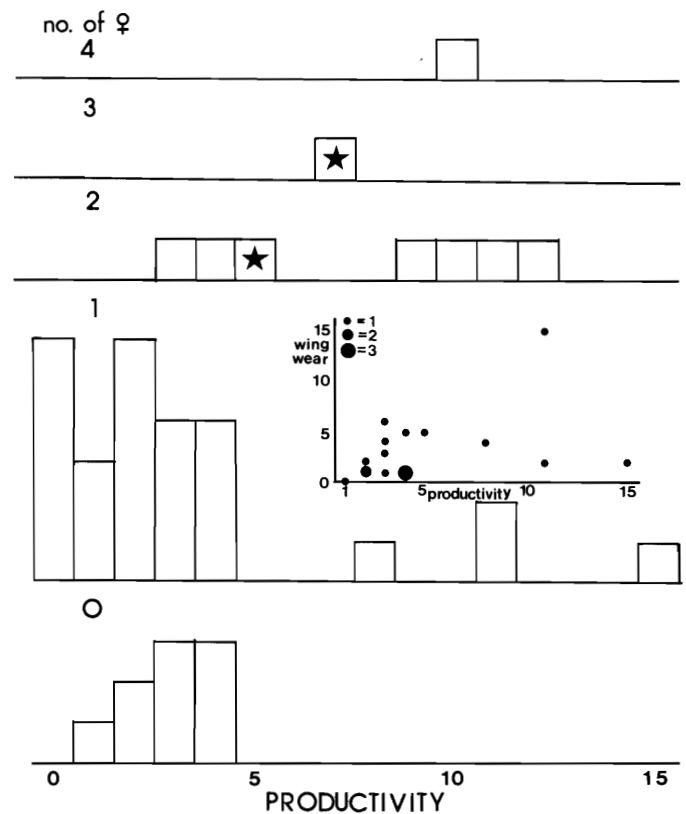 no. of ♀
4
3
2
1
15
wing
wear
10
5
0
• = 1
● = 2
● = 3
1 5 productivity 10 15
O
0 5 10 15
PRODUCTIVITY